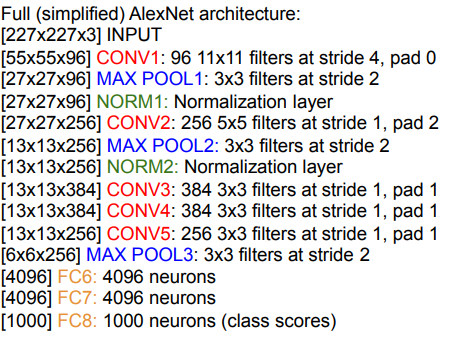 Full (simplified) AlexNet architecture:
[227x227x3] INPUT
[55x55x96] CONV1: 96 11x11 filters at stride 4, pad 0
[27x27x96] MAX POOL1: 3x3 filters at stride 2
[27x27x96] NORM1: Normalization layer
[27x27x256] CONV2: 256 5x5 filters at stride 1, pad 2
[13x13x256] MAX POOL2: 3x3 filters at stride 2
[13x13x256] NORM2: Normalization layer
[13x13x384] CONV3: 384 3x3 filters at stride 1, pad 1
[13x13x384] CONV4: 384 3x3 filters at stride 1, pad 1
[13x13x256] CONV5: 256 3x3 filters at stride 1, pad 1
[6x6x256] MAX POOL3: 3x3 filters at stride 2
[4096] FC6: 4096 neurons
[4096] FC7: 4096 neurons
[1000] FC8: 1000 neurons (class scores)